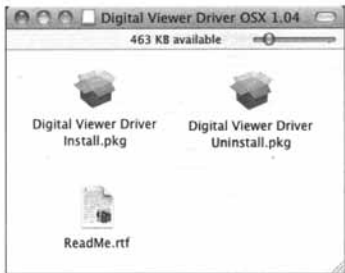 Digital Viewer Driver OSX 1.04
463 KB available
Digital Viewer Driver
Install.pkg
Digital Viewer Driver
Uninstall.pkg
ReadMe.rtf